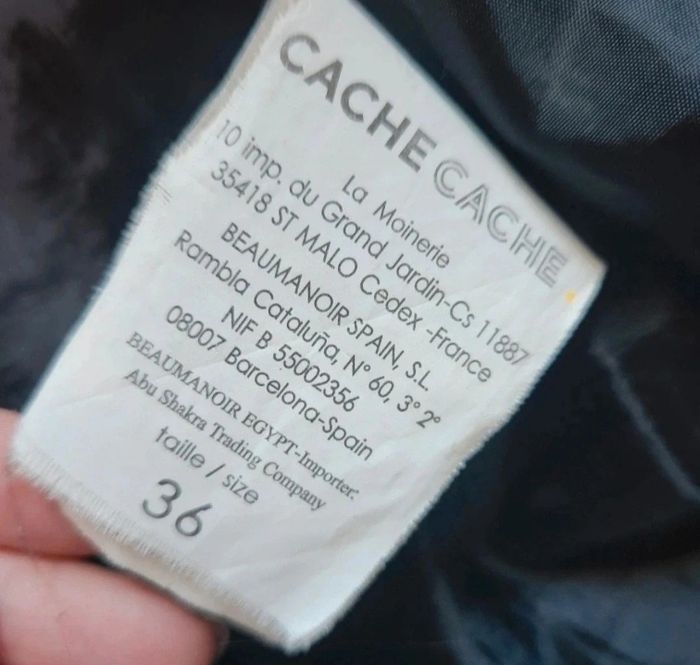 CACHE CACHE
La Moinerie
10 imp. du Grand Jardin-Cs 11887
35418 ST MALO Cedex -France
BEAUMANOIR SPAIN, S.L
Rambla Cataluña, N° 60, 3° 2°
NIF B 55002356
08007 Barcelona-Spain
BEAUMANOIR EGYPT-Importer:
Abu Shakra Trading Company
taille / size
36